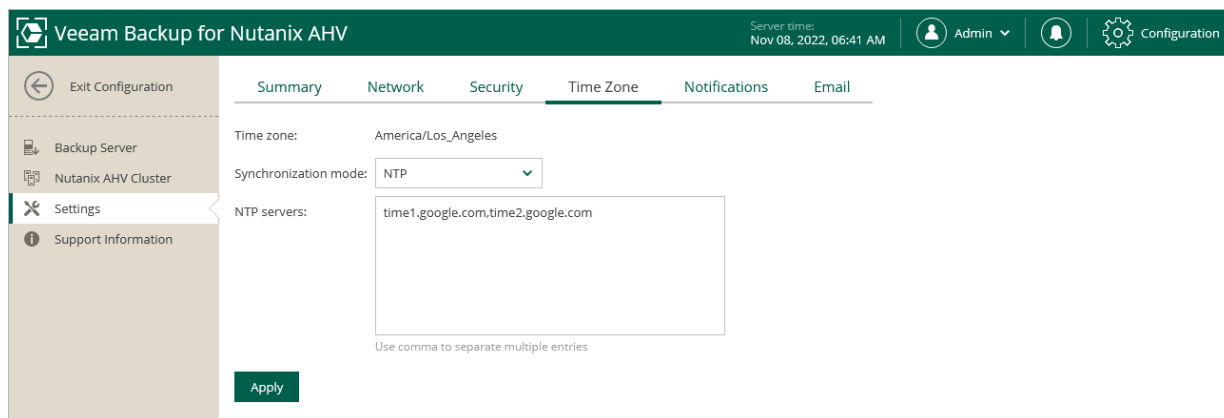 Veeam Backup for Nutanix AHV
Server time:
Nov 08, 2022, 06:41 AM
Admin
Configuration
Exit Configuration
Backup Server
Nutanix AHV Cluster
Settings
Support Information
Summary Network Security Time Zone Notifications Email
Time zone: America/Los_Angeles
Synchronization mode: NTP
NTP servers: time1.google.com,time2.google.com
Use comma to separate multiple entries
Apply